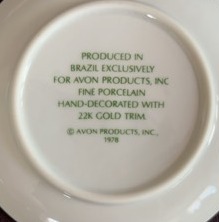 PRODUCED IN
BRAZIL EXCLUSIVELY
FOR AVON PRODUCTS, INC
FINE PORCELAIN
HAND-DECORATED WITH
22K GOLD TRIM.
© AVON PRODUCTS, INC.,
1978